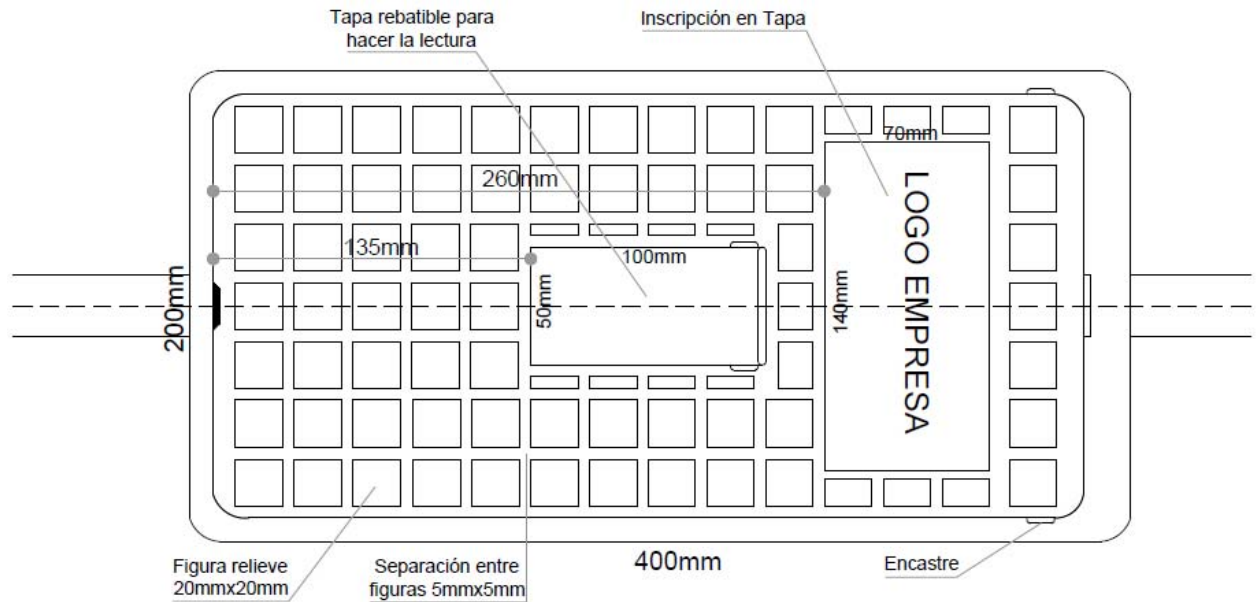 Tapa rebatible para
hacer la lectura
Inscripción en Tapa
70mm
260mm
LOGO EMPRESA
135mm
100mm
200mm
50mm
140mm
400mm
Figura relieve
20mmx20mm
Separación entre
figuras 5mmx5mm
Encastre